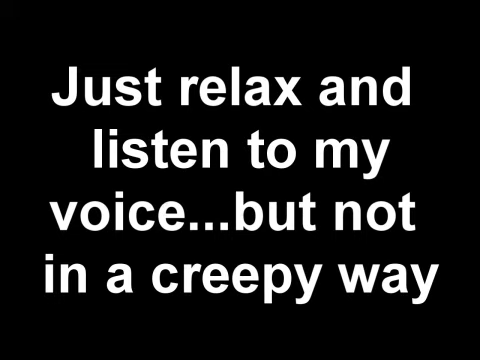 Just relax and
listen to my
voice...but not
in a creepy way